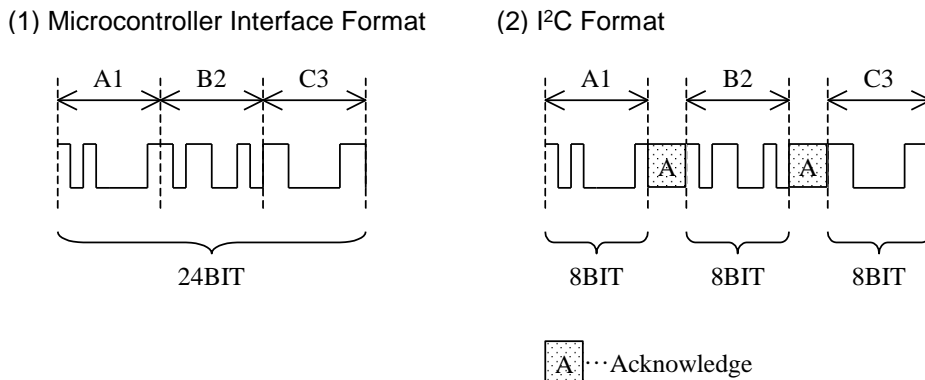 (1) Microcontroller Interface Format
(2) I²C Format
A1 B2 C3
24BIT
A1 B2 C3
A A
8BIT 8BIT 8BIT
A ···Acknowledge